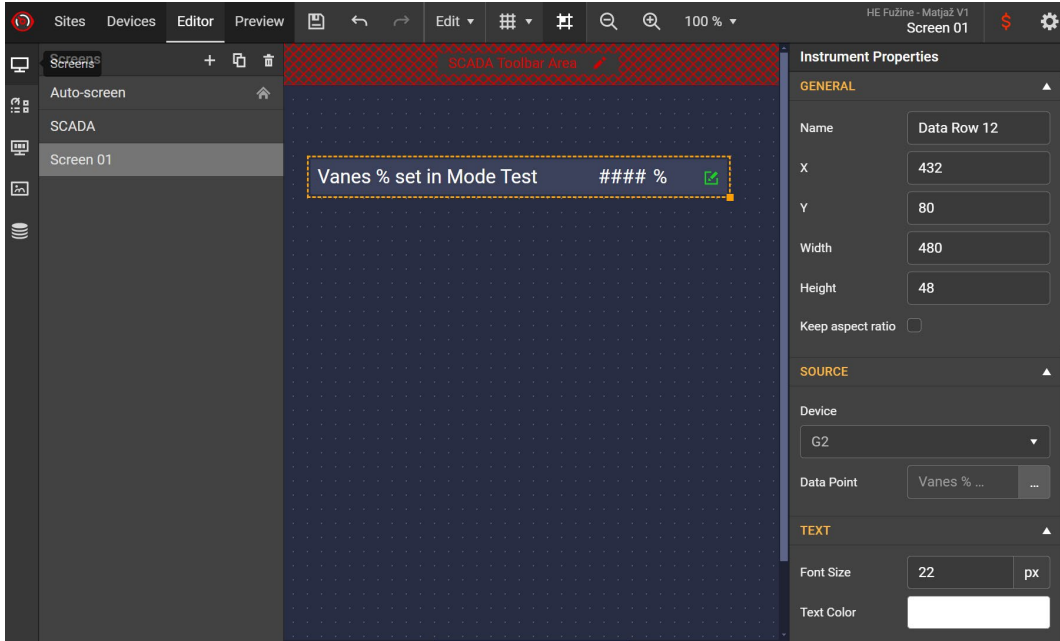 Sites Devices Editor Preview Edit 100 % HE Fužine - Matjaž V1
Screen 01
Screens
Screens
Auto-screen
SCADA
Screen 01
SCADA Toolbar Area
Vanes % set in Mode Test #### %
Instrument Properties
GENERAL
Name Data Row 12
X 432
Y 80
Width 480
Height 48
Keep aspect ratio
SOURCE
Device
G2
Data Point Vanes % ... ...
TEXT
Font Size 22 px
Text Color